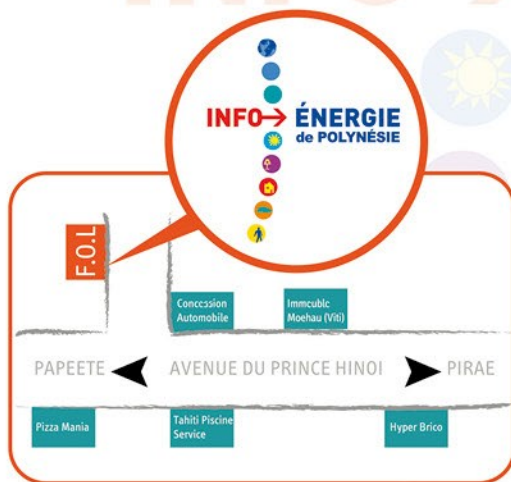 INFO→ ÉNERGIE
de POLYNÉSIE
F.O.L
Concession
Automobile
Immeuble
Moehau (Viti)
PAPEETE
AVENUE DU PRINCE HINOI
PIRAE
Pizza Mania
Tahiti Piscine
Service
Hyper Brico